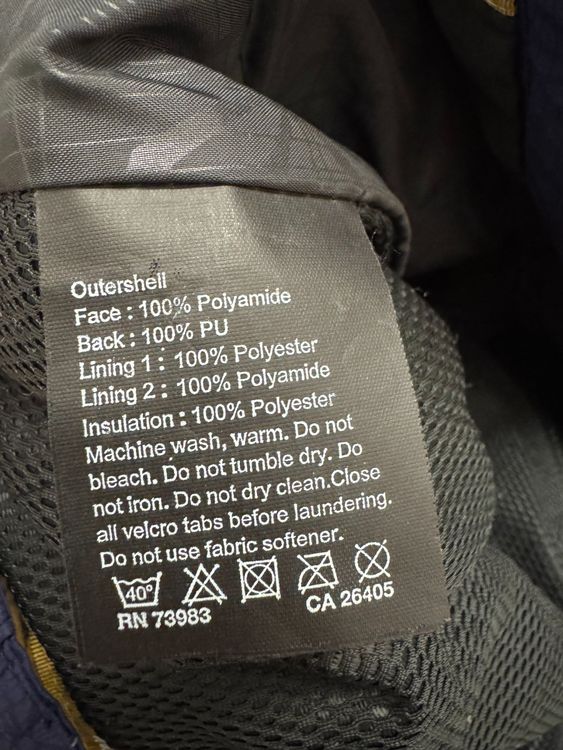 Outershell
Face : 100% Polyamide
Back : 100% PU
Lining 1 : 100% Polyester
Lining 2 : 100% Polyamide
Insulation : 100% Polyester
Machine wash, warm. Do not
bleach. Do not tumble dry. Do
not iron. Do not dry clean.Close
all velcro tabs before laundering.
Do not use fabric softener.
40°
RN 73983 CA 26405